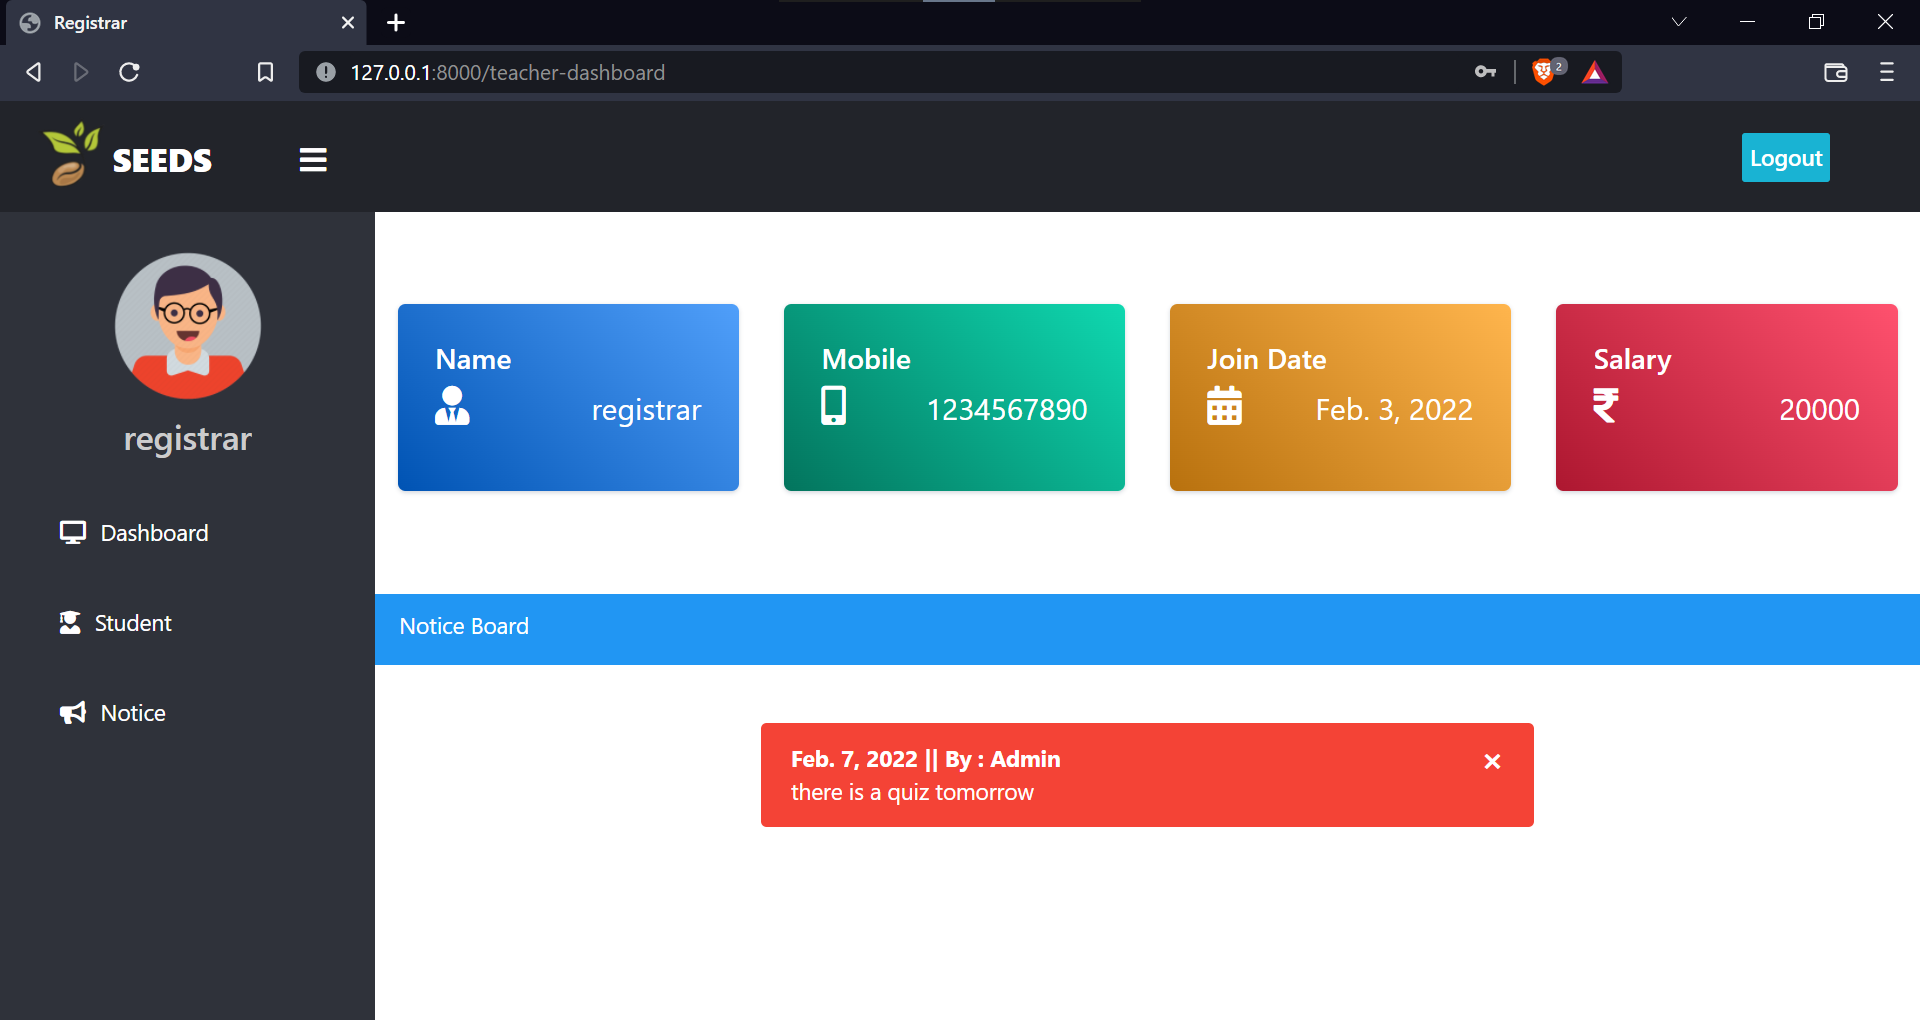 Registrar
127.0.0.1:8000/teacher-dashboard
2
SEEDS
Logout
registrar
Dashboard
Student
Notice
Name
registrar
Mobile
1234567890
Join Date
Feb. 3, 2022
Salary
20000
Notice Board
Feb. 7, 2022 || By : Admin
there is a quiz tomorrow